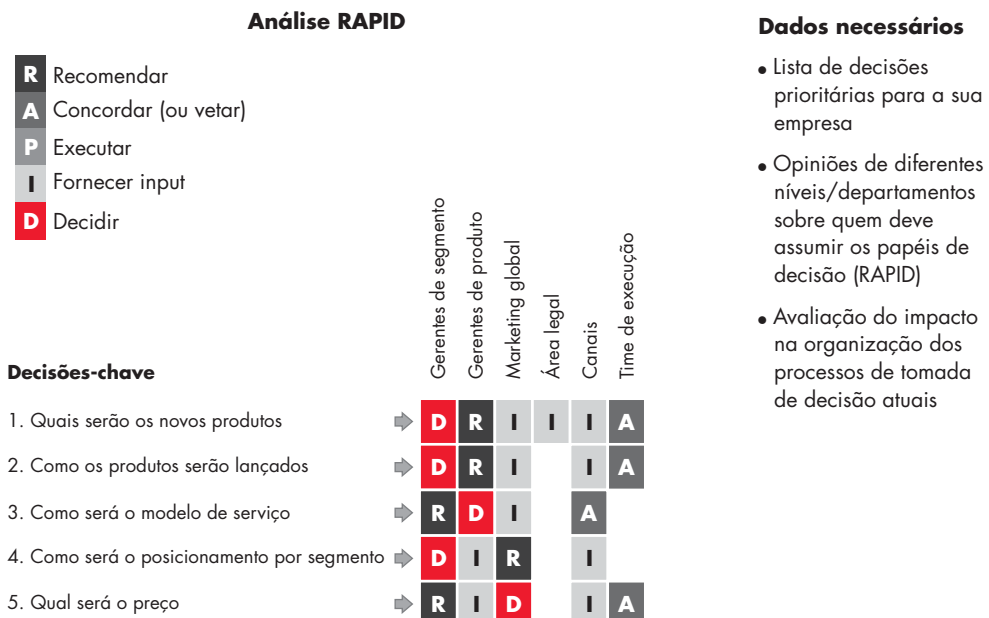 Análise RAPID
R Recomendar
A Concordar (ou vetar)
P Executar
I Fornecer input
D Decidir
Decisões-chave
Gerentes de segmento
Gerentes de produto
Marketing global
Área legal
Canais
Time de execução
1. Quais serão os novos produtos D R I I I A
2. Como os produtos serão lançados D R I I A
3. Como será o modelo de serviço R D I A
4. Como será o posicionamento por segmento D I R I
5. Qual será o preço R I D I A
Dados necessários
• Lista de decisões
prioritárias para a sua
empresa
• Opiniões de diferentes
níveis/departamentos
sobre quem deve
assumir os papéis de
decisão (RAPID)
• Avaliação do impacto
na organização dos
processos de tomada
de decisão atuais